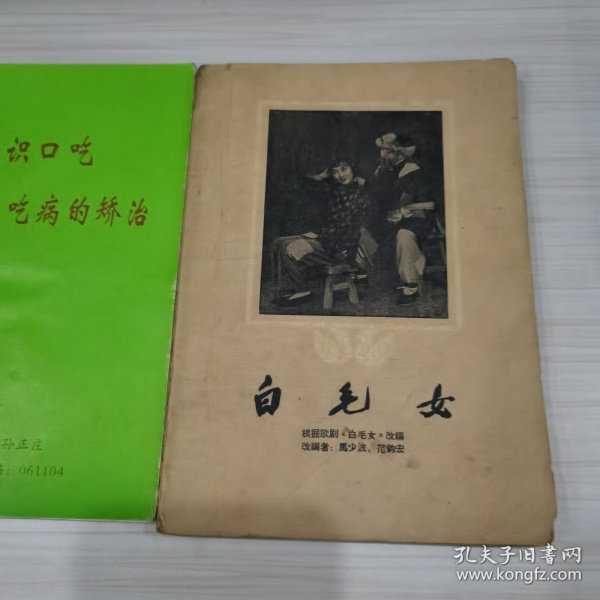 识口吃
吃病的矫治
孙正庄
：061104
白毛女
根据歌剧《白毛女》改编
改编者：馬少波、范鈞宏
孔夫子旧书网
www.kongfz.com